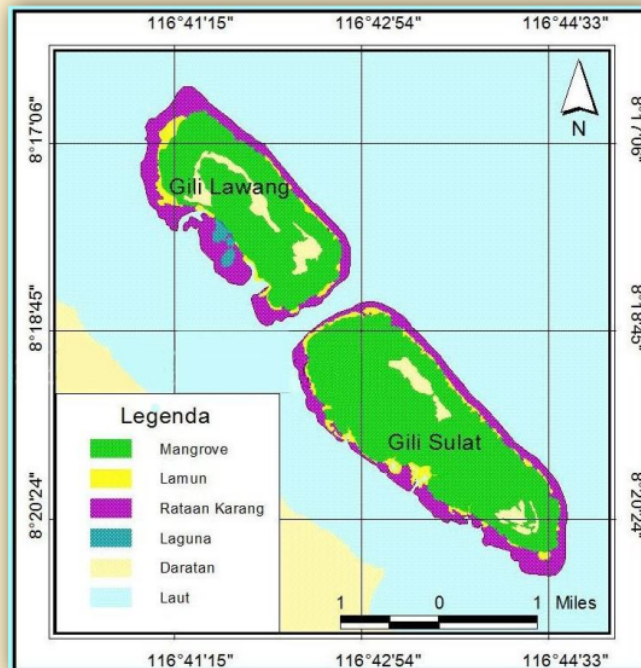 116°41'15" 116°42'54" 116°44'33"
8°17'06" 8°17'06"
N
Gili Lawang
8°18'45" 8°18'45"
Legenda
Mangrove
Lamun
Rataan Karang
Laguna
Daratan
Laut
Gili Sulat
8°20'24" 8°20'24"
1 0 1 Miles
116°41'15" 116°42'54" 116°44'33"